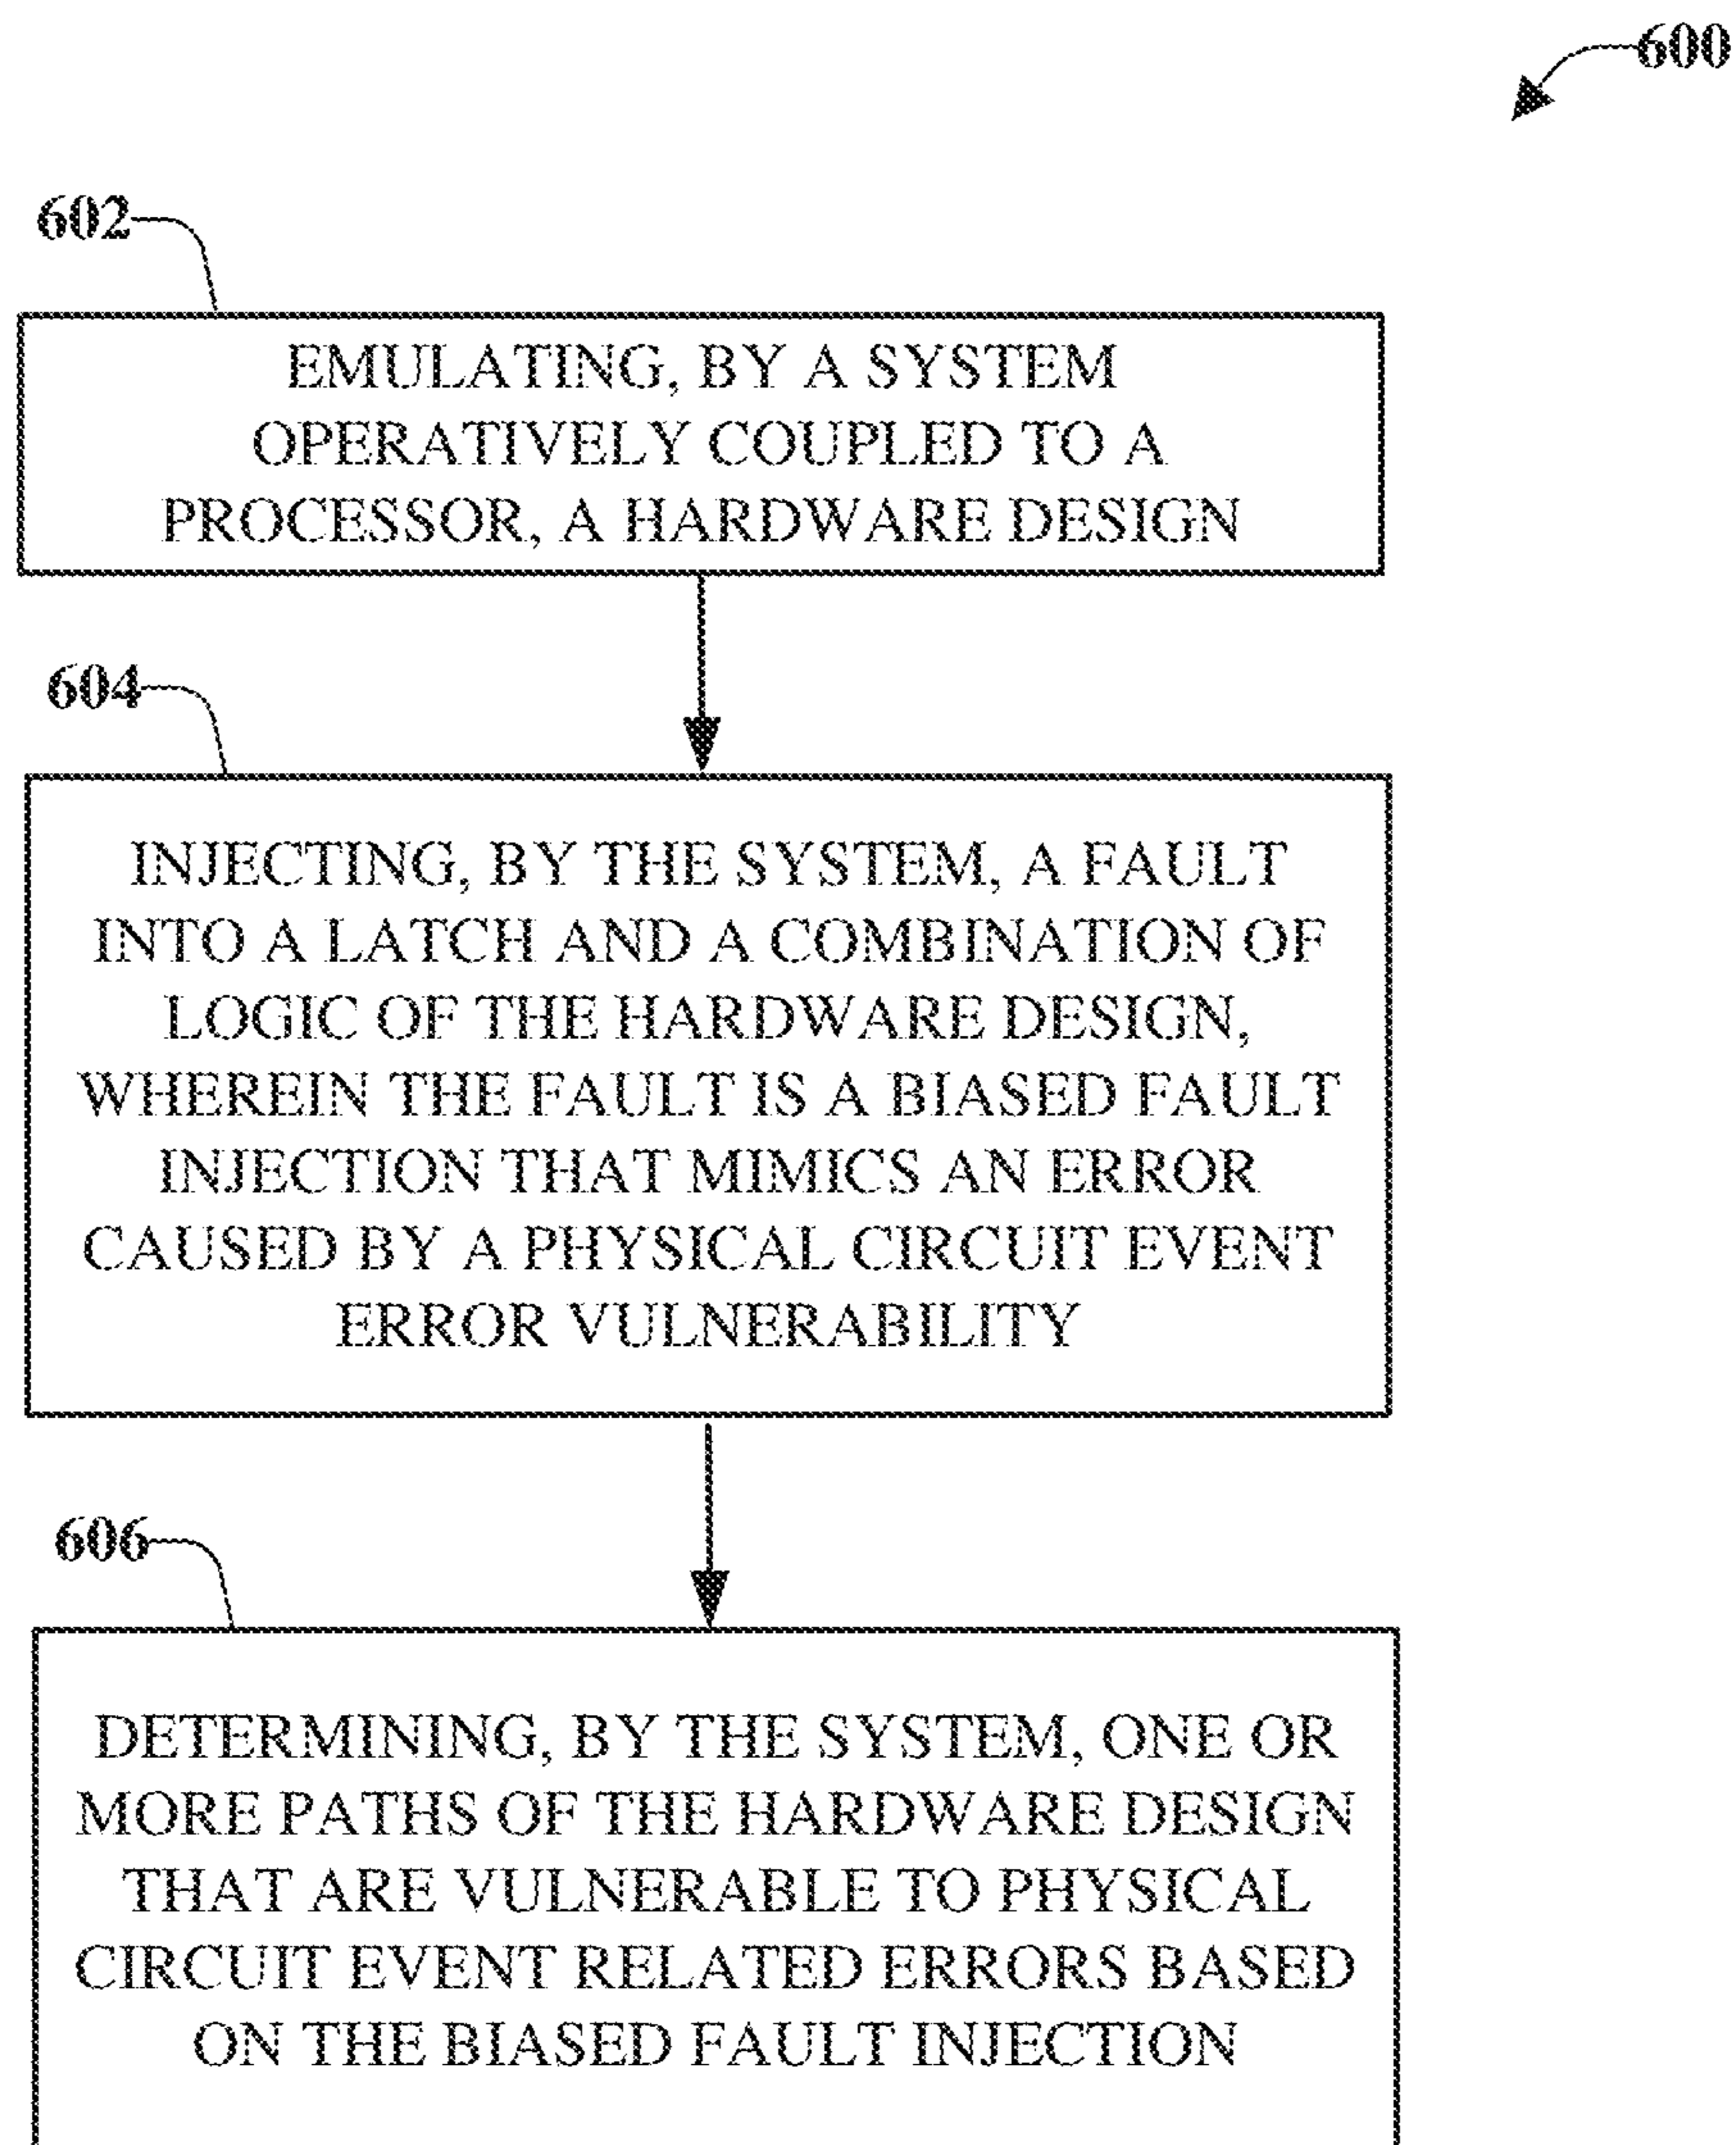 600
602
EMULATING, BY A SYSTEM
OPERATIVELY COUPLED TO A
PROCESSOR, A HARDWARE DESIGN
604
INJECTING, BY THE SYSTEM, A FAULT
INTO A LATCH AND A COMBINATION OF
LOGIC OF THE HARDWARE DESIGN,
WHEREIN THE FAULT IS A BIASED FAULT
INJECTION THAT MIMICS AN ERROR
CAUSED BY A PHYSICAL CIRCUIT EVENT
ERROR VULNERABILITY
606
DETERMINING, BY THE SYSTEM, ONE OR
MORE PATHS OF THE HARDWARE DESIGN
THAT ARE VULNERABLE TO PHYSICAL
CIRCUIT EVENT RELATED ERRORS BASED
ON THE BIASED FAULT INJECTION